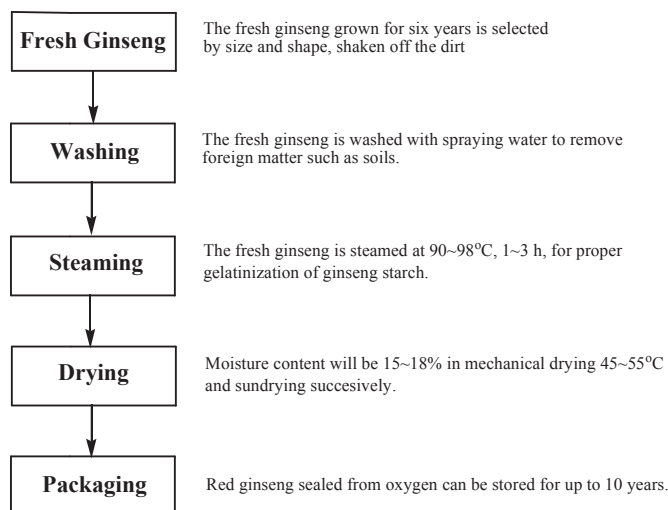 Fresh Ginseng
The fresh ginseng grown for six years is selected
by size and shape, shaken off the dirt
Washing
The fresh ginseng is washed with spraying water to remove
foreign matter such as soils.
Steaming
The fresh ginseng is steamed at 90~98°C, 1~3 h, for proper
gelatinization of ginseng starch.
Drying
Moisture content will be 15~18% in mechanical drying 45~55°C
and sundrying succesively.
Packaging
Red ginseng sealed from oxygen can be stored for up to 10 years.